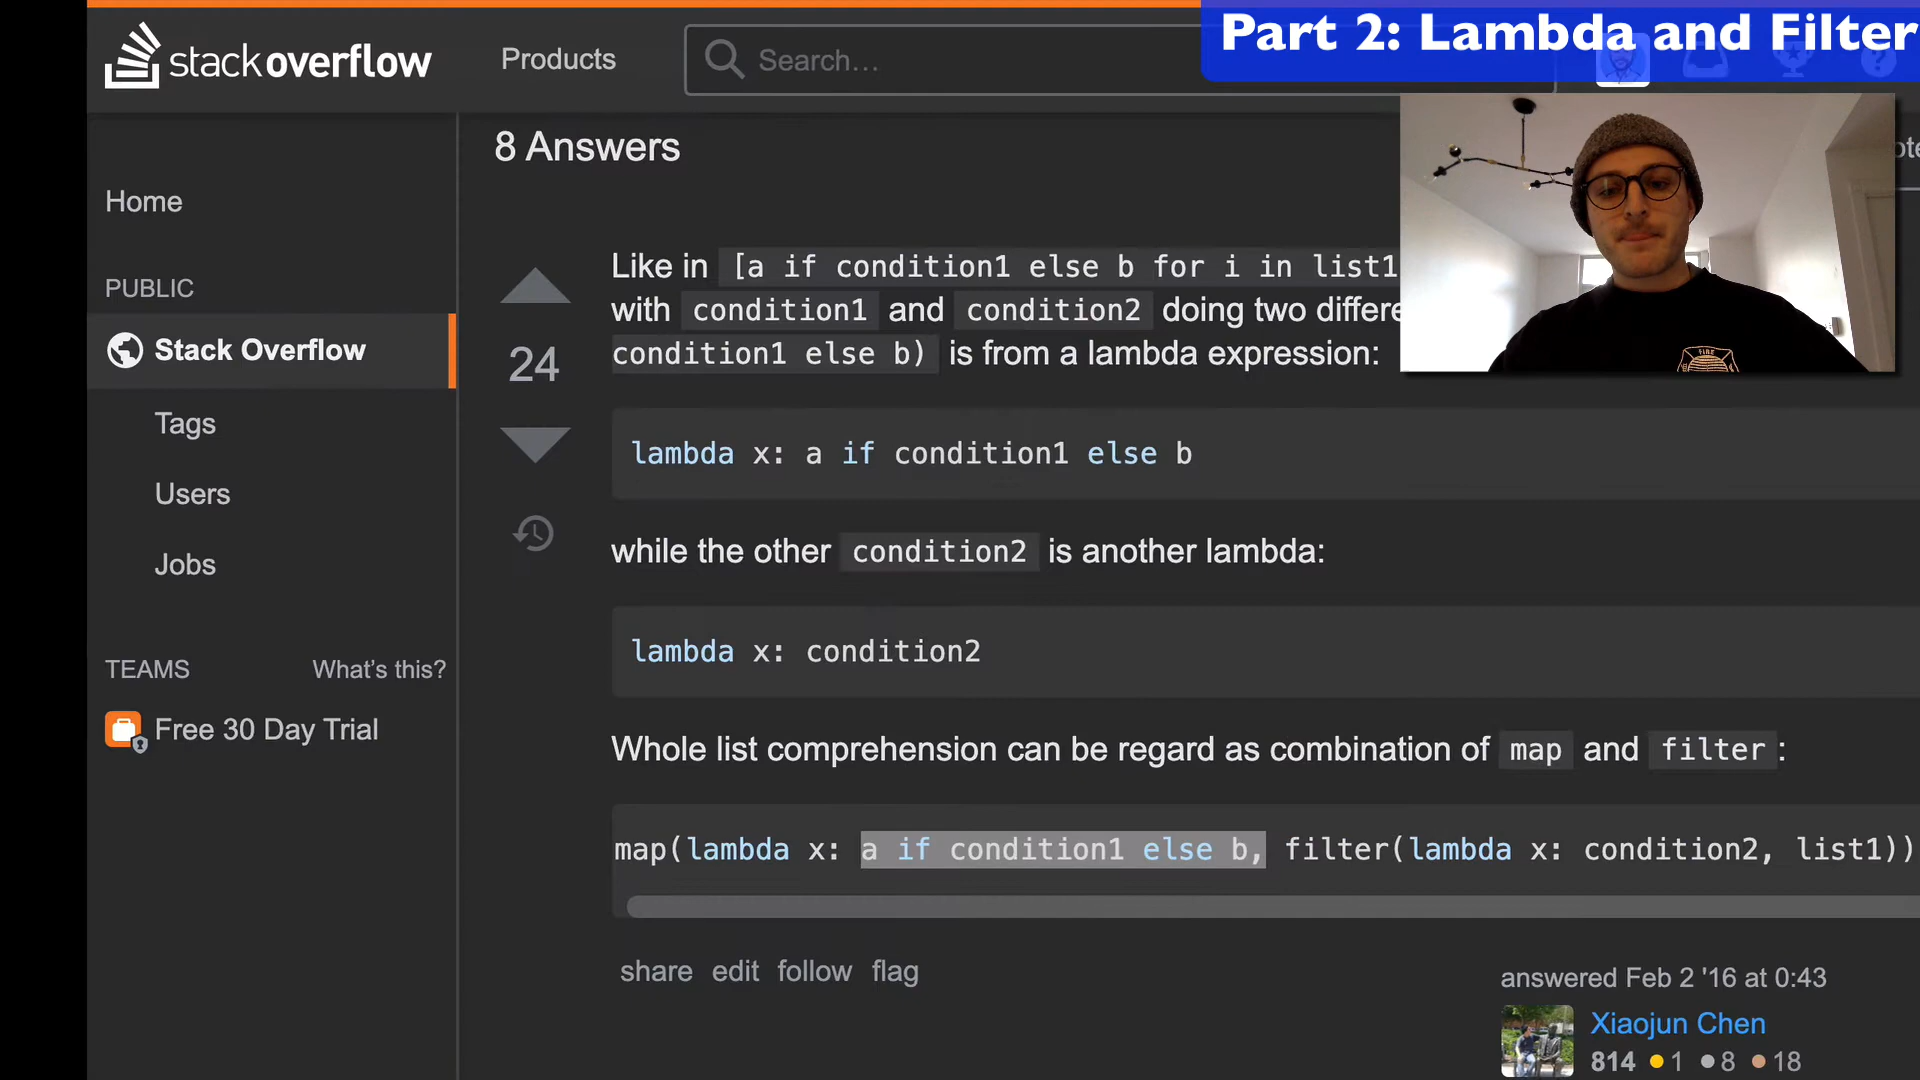 Part 2: Lambda and Filter
stack overflow
Products
Search…
8 Answers
Home
PUBLIC
Stack Overflow
Tags
Users
Jobs
TEAMS
What's this?
Free 30 Day Trial
24
Like in [a if condition1 else b for i in list1
with condition1 and condition2 doing two differe
condition1 else b) is from a lambda expression:
lambda x: a if condition1 else b
while the other condition2 is another lambda:
lambda x: condition2
Whole list comprehension can be regard as combination of map and filter :
map(lambda x: a if condition1 else b, filter(lambda x: condition2, list1))
share edit follow flag
answered Feb 2 '16 at 0:43
Xiaojun Chen
814 1 8 18